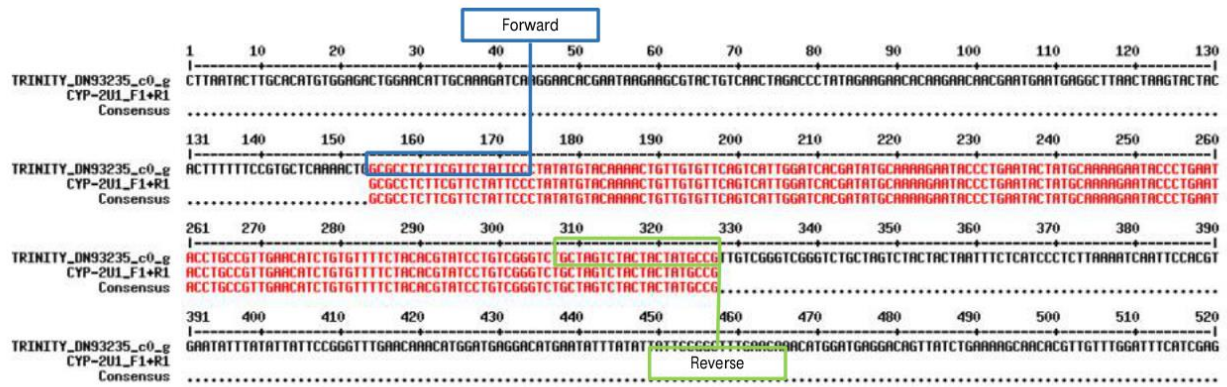 Forward
1 10 20 30 40 50 60 70 80 90 100 110 120 130
TRINITY_DN93235_c0_g CTTAATACTTGCACATGTGGAGACTGGAACATTGCAAAGATCAAGGAACACGAATAAGAAGCGTACTGTCAACTAGACCCTATAGAAGAACACAAGAACAACGAATGAATGAGGCTTAACTAAGTACTAC
CYP-2U1_F1+R1
Consensus ..................................................................................................................................
131 140 150 160 170 180 190 200 210 220 230 240 250 260
TRINITY_DN93235_c0_g ACTTTTTTCCGTGCTCAAAACTGCGCCTCTTCGTTCTATTCCCTATATGTACAAAACTGTTGTGTTCAGTCATTGGATCACGATATGCAAAAGAATACCCTGAATACTATGCAAAAGAATACCCTGAAT
CYP-2U1_F1+R1 GCGCCTCTTCGTTCTATTCCCTATATGTACAAAACTGTTGTGTTCAGTCATTGGATCACGATATGCAAAAGAATACCCTGAATACTATGCAAAAGAATACCCTGAAT
Consensus .......................GCGCCTCTTCGTTCTATTCCCTATATGTACAAAACTGTTGTGTTCAGTCATTGGATCACGATATGCAAAAGAATACCCTGAATACTATGCAAAAGAATACCCTGAAT
261 270 280 290 300 310 320 330 340 350 360 370 380 390
TRINITY_DN93235_c0_g ACCTGCCGTTGAACATCTGTGTTTTCTACACGTATCCTGTCGGGTCTGCTAGTCTACTACTATGCCGTTGTCGGGTCGGGTCTGCTAGTCTACTACTAATTTCTCATCCCTCTTAAAATCAATTCCACGT
CYP-2U1_F1+R1 ACCTGCCGTTGAACATCTGTGTTTTCTACACGTATCCTGTCGGGTCTGCTAGTCTACTACTATGCCG
Consensus ACCTGCCGTTGAACATCTGTGTTTTCTACACGTATCCTGTCGGGTCTGCTAGTCTACTACTATGCCG...............................................................
391 400 410 420 430 440 450 460 470 480 490 500 510 520
TRINITY_DN93235_c0_g GAATATTTATATTATTCCGGGTTTGAACAAACATGGATGAGGACATGAATATTTATATT
CYP-2U1_F1+R1
Consensus ..................................................................................................................................
Reverse